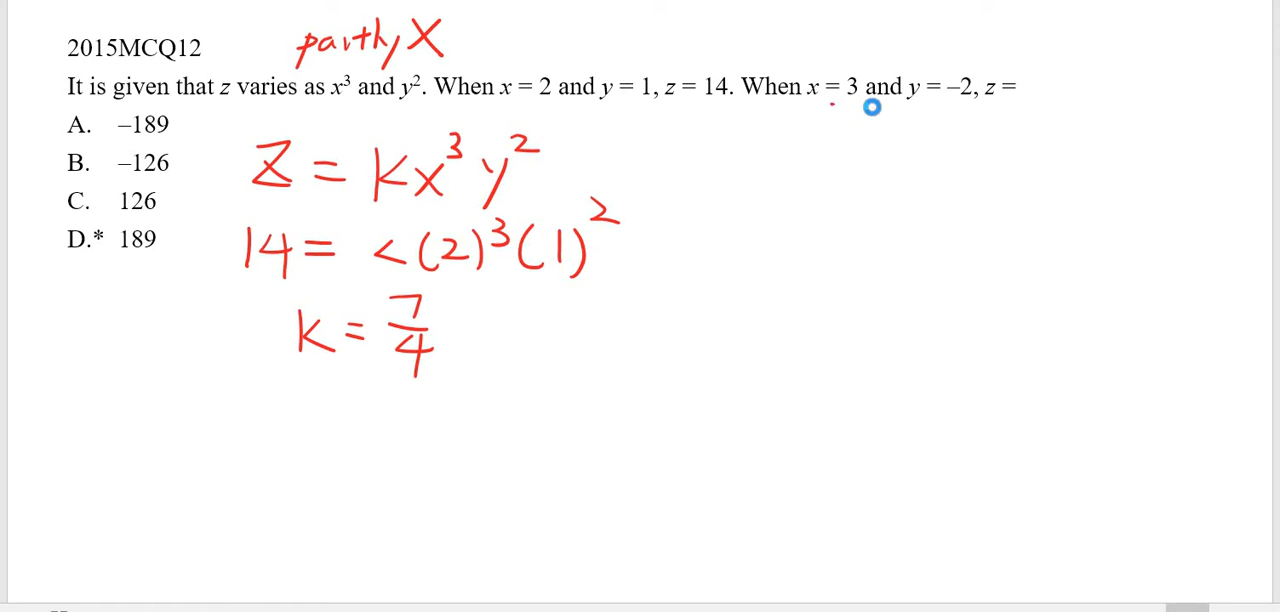 2015MCQ12
partly X
It is given that z varies as x³ and y². When x = 2 and y = 1, z = 14. When x = 3 and y = –2, z =
A. –189
B. –126
C. 126
D.* 189
Z = Kx³y²
14 = <(2)³(1)²
K = 7/4